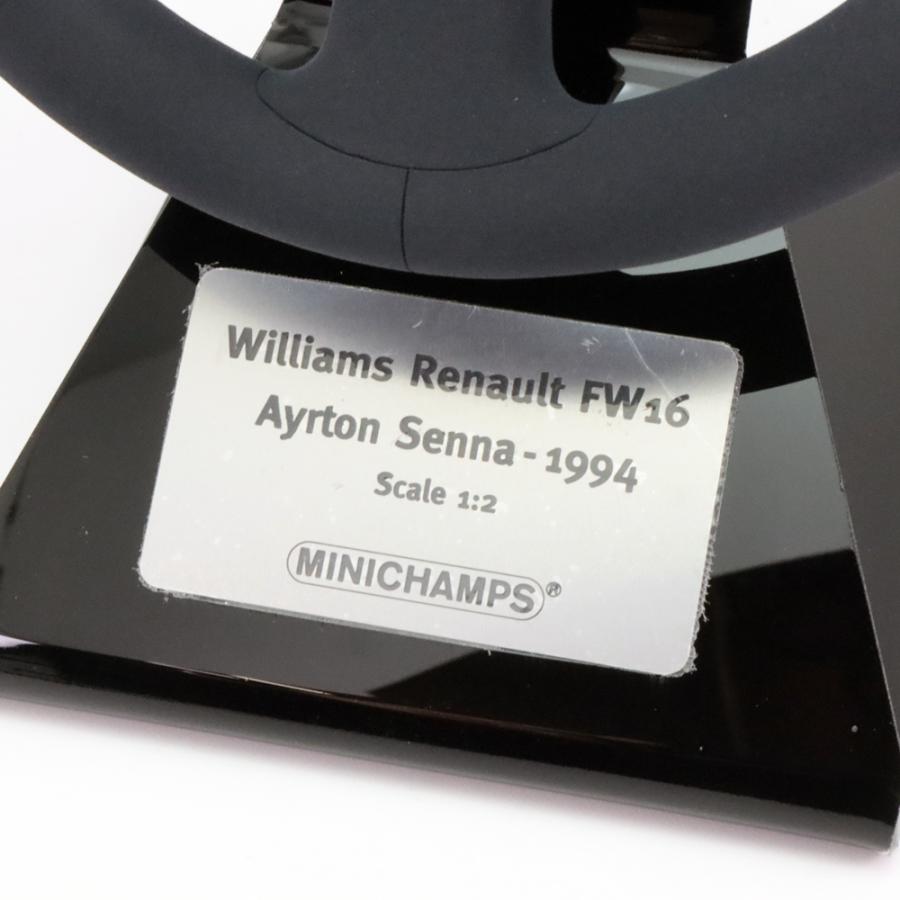 Williams Renault FW16
Ayrton Senna - 1994
Scale 1:2
MINICHAMPS®